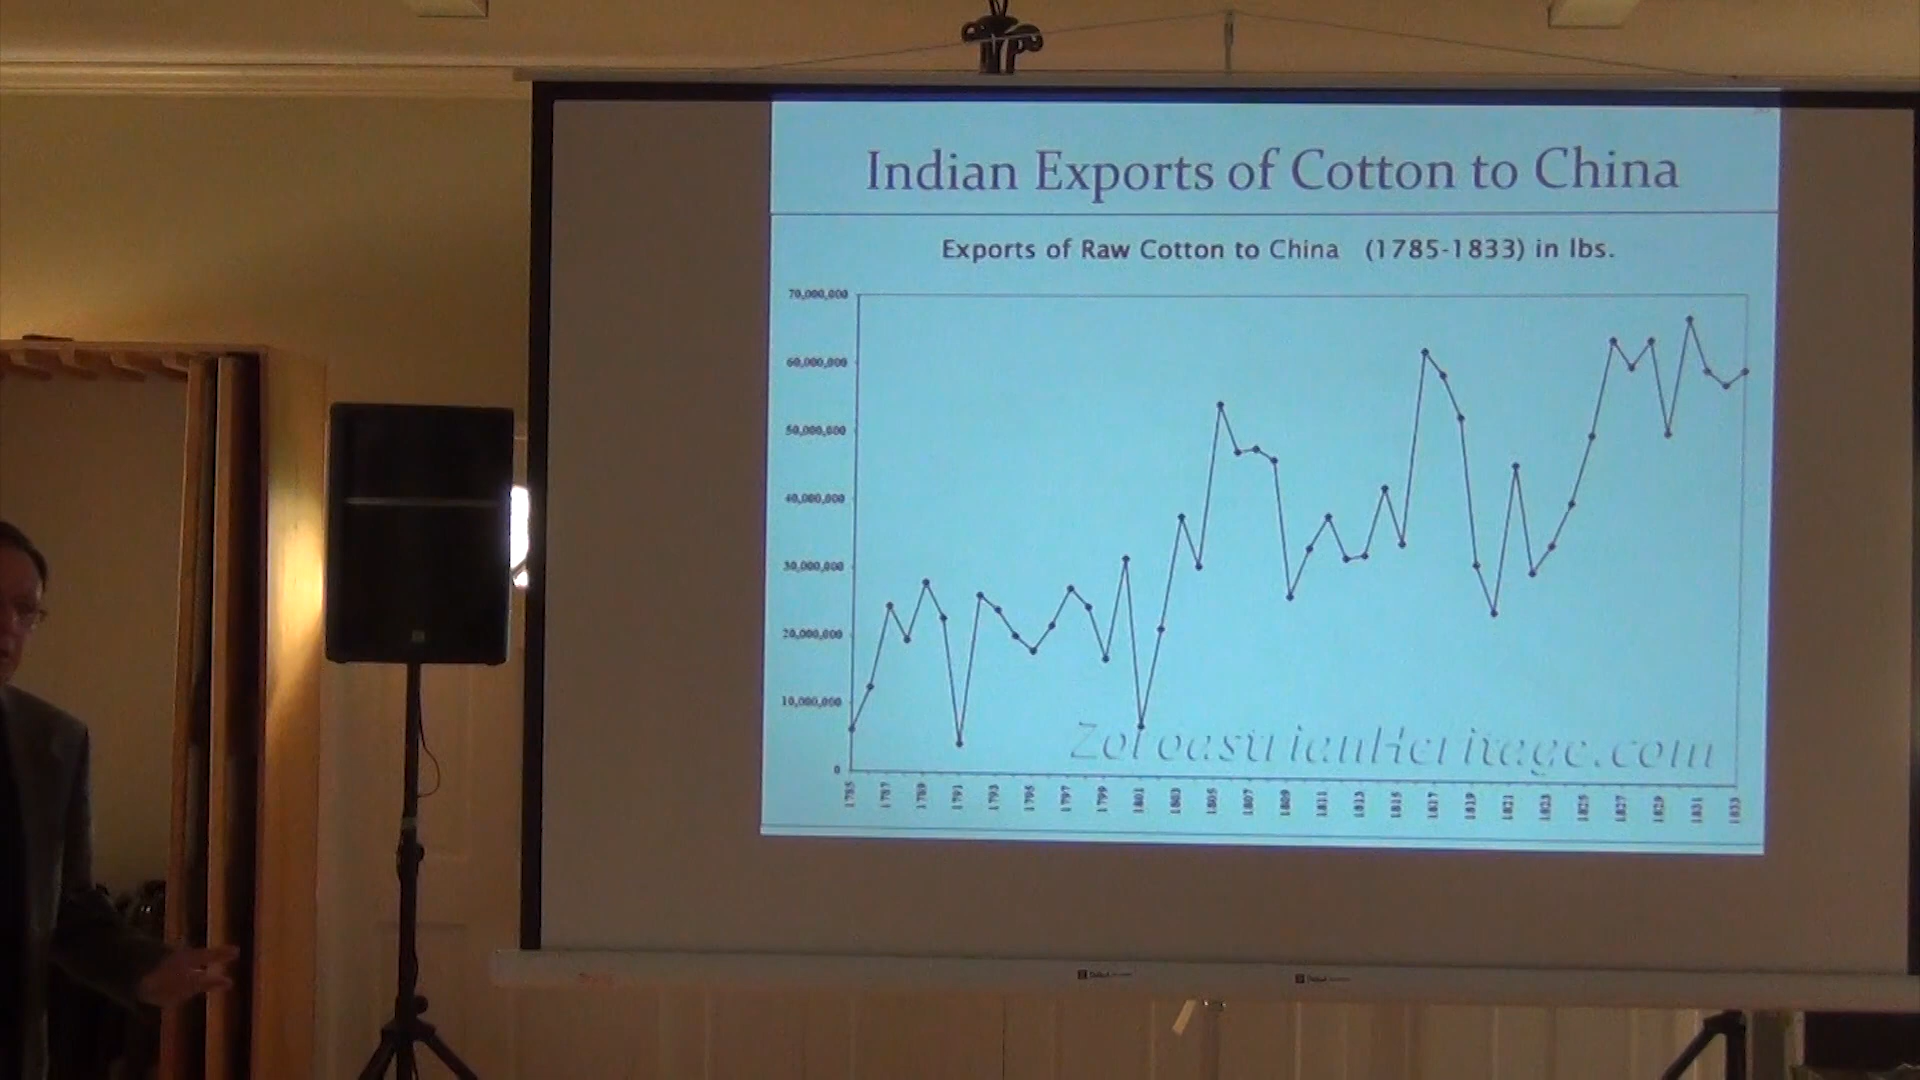 Indian Exports of Cotton to China
Exports of Raw Cotton to China (1785-1833) in lbs.
70,000,000
60,000,000
50,000,000
40,000,000
30,000,000
20,000,000
10,000,000
0
ZoroastrianHeritage.com
1785 1787 1789 1791 1793 1795 1797 1799 1801 1803 1805 1807 1809 1811 1813 1815 1817 1819 1821 1823 1825 1827 1829 1831 1833